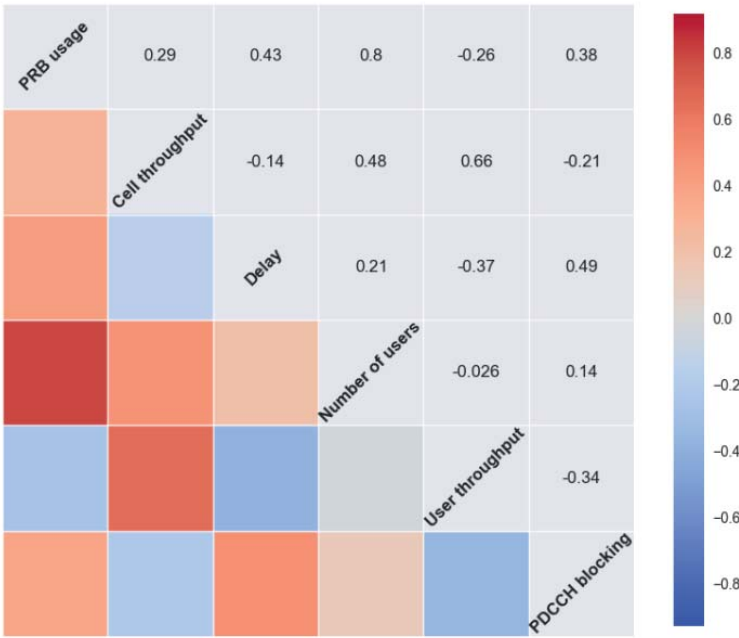 PRB usage 0.29 0.43 0.8 -0.26 0.38
Cell throughput -0.14 0.48 0.66 -0.21
Delay 0.21 -0.37 0.49
Number of users -0.026 0.14
User throughput -0.34
PDCCH blocking
0.8
0.6
0.4
0.2
0.0
-0.2
-0.4
-0.6
-0.8